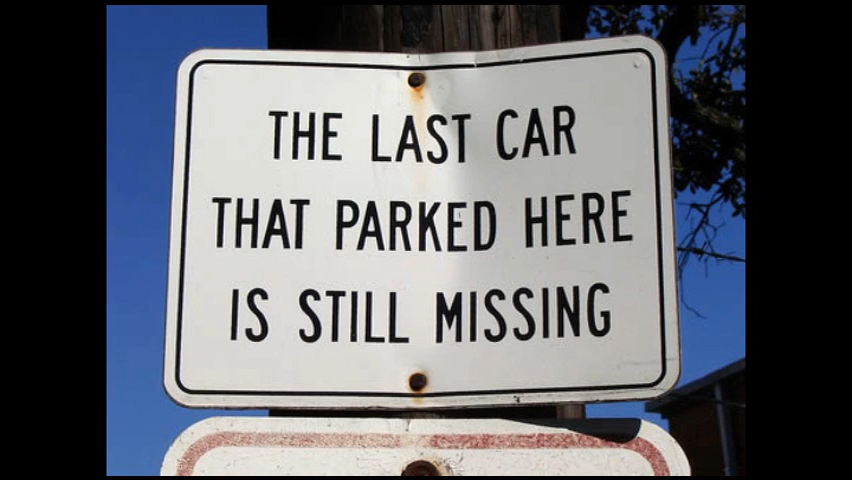 THE LAST CAR
THAT PARKED HERE
IS STILL MISSING